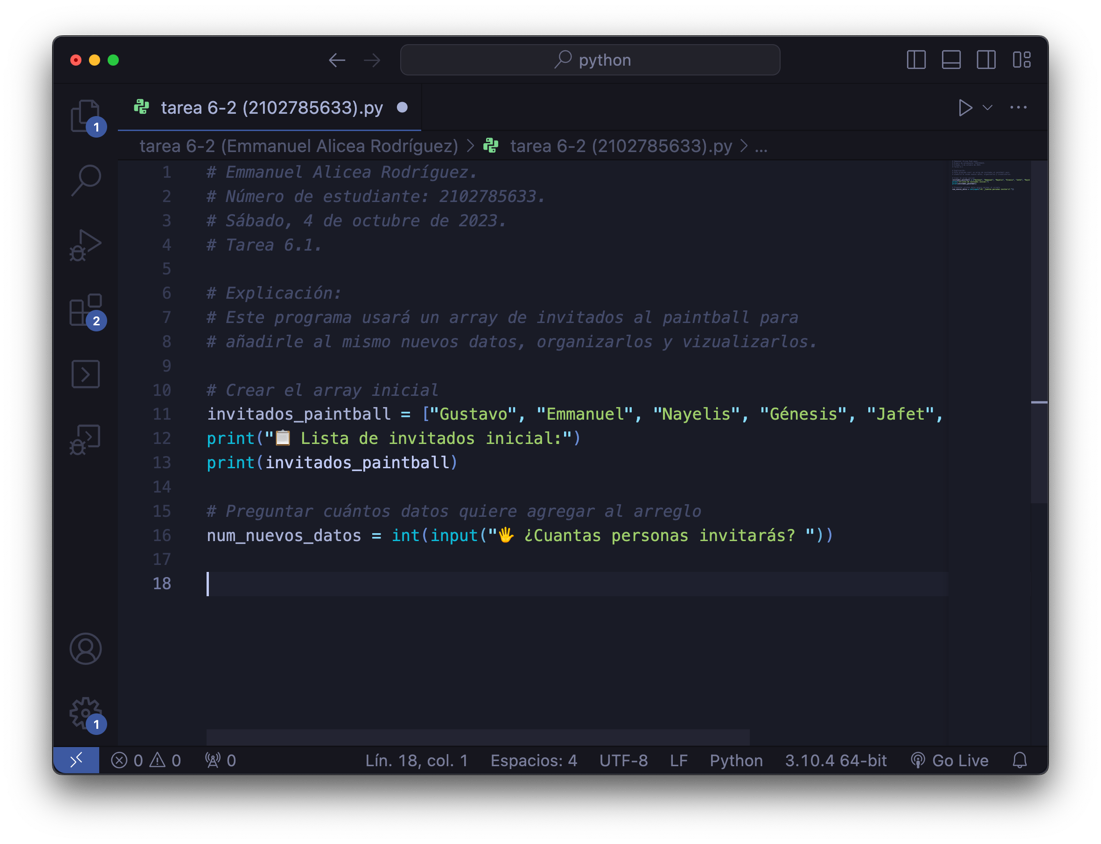 python
tarea 6-2 (2102785633).py
tarea 6-2 (Emmanuel Alicea Rodríguez) > tarea 6-2 (2102785633).py > ...
1 # Emmanuel Alicea Rodríguez.
2 # Número de estudiante: 2102785633.
3 # Sábado, 4 de octubre de 2023.
4 # Tarea 6.1.
5
6 # Explicación:
7 # Este programa usará un array de invitados al paintball para
8 # añadirle al mismo nuevos datos, organizarlos y vizualizarlos.
9
10 # Crear el array inicial
11 invitados_paintball = ["Gustavo", "Emmanuel", "Nayelis", "Génesis", "Jafet",
12 print("📋 Lista de invitados inicial:")
13 print(invitados_paintball)
14
15 # Preguntar cuántos datos quiere agregar al arreglo
16 num_nuevos_datos = int(input("🖐 ¿Cuantas personas invitarás? "))
17
18
1
2
1
0 0 0 Lín. 18, col. 1 Espacios: 4 UTF-8 LF Python 3.10.4 64-bit Go Live